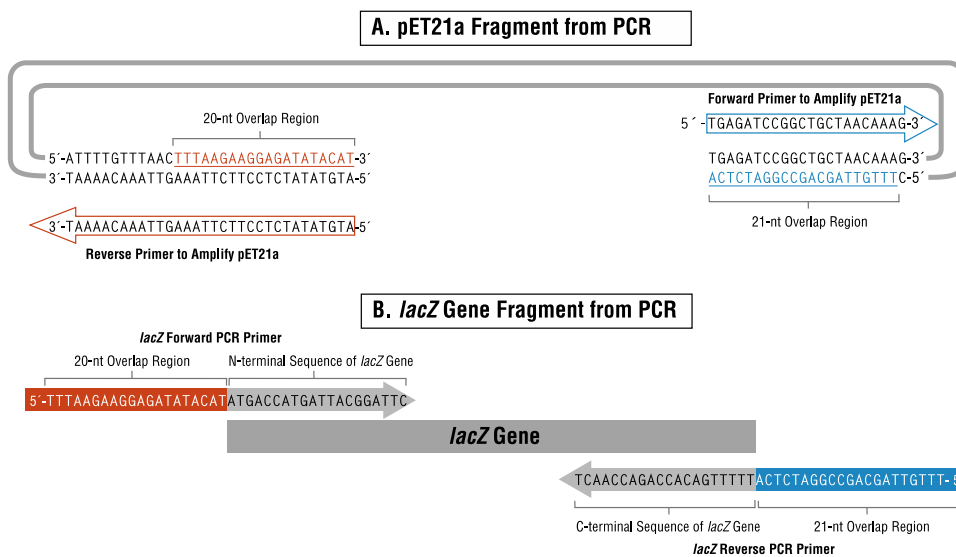 A. pET21a Fragment from PCR
Forward Primer to Amplify pET21a
5´-TGAGATCCGGCTGCTAACAAAG-3´
20-nt Overlap Region
5´-ATTTTGTTTAACTTTAAGAAGGAGATATACAT-3´
TGAGATCCGGCTGCTAACAAAG-3´
3´-TAAAACAAATTGAAATTCTTCCTCTATATGTA-5´
ACTCTAGGCCGACGATTGTTTC-5´
21-nt Overlap Region
3´-TAAAACAAATTGAAATTCTTCCTCTATATGTA-5´
Reverse Primer to Amplify pET21a
B. lacZ Gene Fragment from PCR
lacZ Forward PCR Primer
20-nt Overlap Region
N-terminal Sequence of lacZ Gene
5´-TTTAAGAAGGAGATATACATATGACCATGATTACGGATTC
lacZ Gene
TCAACCAGACCACAGTTTTTACTCTAGGCCGACGATTGTTT-5
C-terminal Sequence of lacZ Gene
21-nt Overlap Region
lacZ Reverse PCR Primer